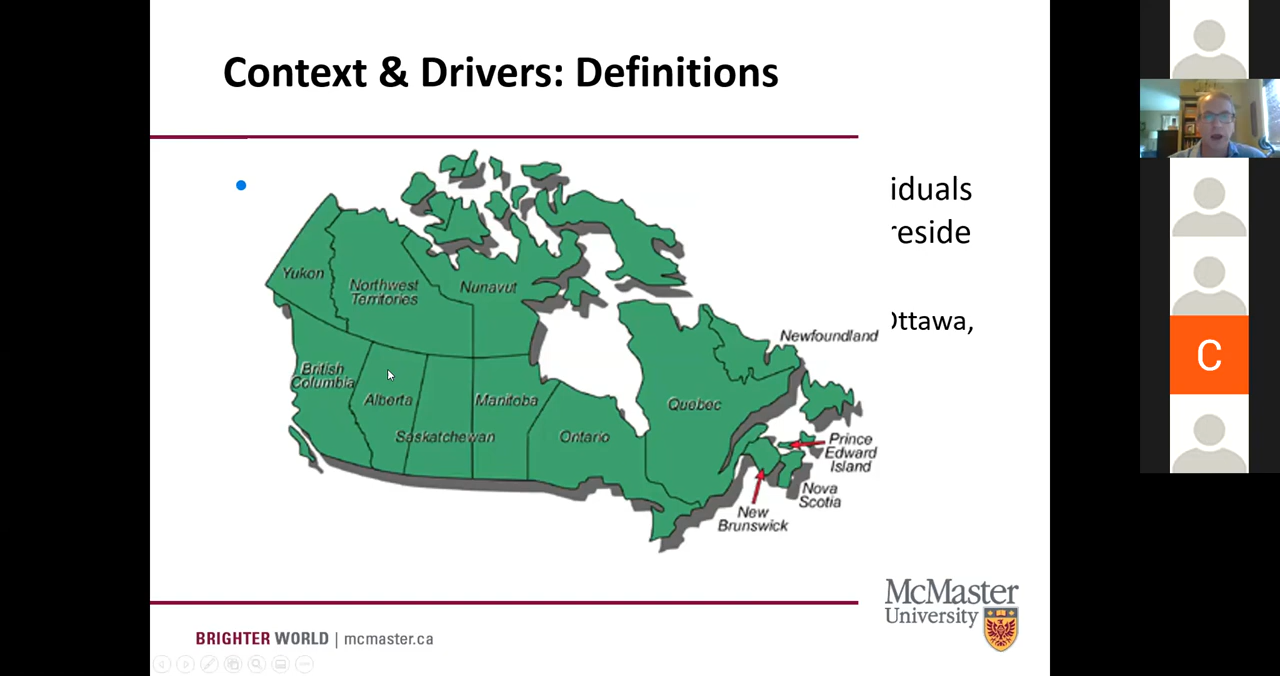 Context & Drivers: Definitions
iduals
reside
Ottawa,
Yukon
Northwest
Territories
Nunavut
British
Columbia
Alberta
Saskatchewan
Manitoba
Ontario
Quebec
Newfoundland
Prince
Edward
Island
Nova
Scotia
New
Brunswick
McMaster
University
BRIGHTER WORLD | mcmaster.ca
C